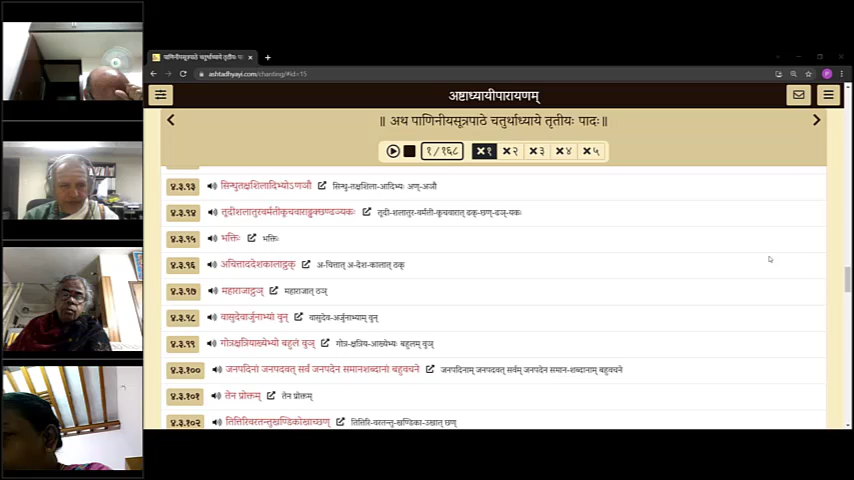 पाणिनीयसूत्रपाठे चतुर्थाध्याये तृतीयः पा
ashtadhyayi.com/chanting/#id=15
अष्टाध्यायीपारायणम्
॥ अथ पाणिनीयसूत्रपाठे चतुर्थाध्याये तृतीयः पादः॥
१/१६८ ×१ ×२ ×३ ×४ ×५
४.३.९३ सिन्धुतक्षशिलादिभ्योऽणञौ सिन्धु-तक्षशिला-आदिभ्यः अण्-अञौ
४.३.९४ तूदीशलातुरवर्मतीकूचवाराड्ढक्छण्ढञ्यकः तूदी-शलातुर-वर्मती-कूचवारात् ढक्-छण्-ढञ्-यकः
४.३.९५ भक्तिः भक्तिः
४.३.९६ अचित्ताददेशकालाट्ठक् अ-चित्तात् अ-देश-कालात् ठक्
४.३.९७ महाराजाट्ठञ् महाराजात् ठञ्
४.३.९८ वासुदेवार्जुनाभ्यां वुन् वासुदेव-अर्जुनाभ्याम् वुन्
४.३.९९ गोत्रक्षत्रियाख्येभ्यो बहुलं वुञ् गोत्र-क्षत्रिय-आख्येभ्यः बहुलम् वुञ्
४.३.१०० जनपदिनां जनपदवत् सर्वं जनपदेन समानशब्दानां बहुवचने जनपदिनाम् जनपदवत् सर्वम् जनपदेन समान-शब्दानाम् बहुवचने
४.३.१०१ तेन प्रोक्तम् तेन प्रोक्तम्
४.३.१०२ तित्तिरिवरतन्तुखण्डिकोखाच्छण् तित्तिरि-वरतन्तु-खण्डिका-उखात् छण्